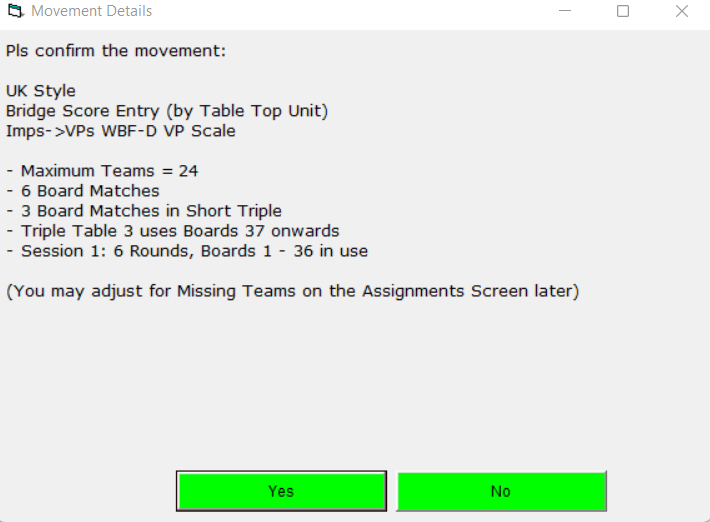 Movement Details
Pls confirm the movement:
UK Style
Bridge Score Entry (by Table Top Unit)
Imps->VPs WBF-D VP Scale
- Maximum Teams = 24
- 6 Board Matches
- 3 Board Matches in Short Triple
- Triple Table 3 uses Boards 37 onwards
- Session 1: 6 Rounds, Boards 1 - 36 in use
(You may adjust for Missing Teams on the Assignments Screen later)
Yes
No